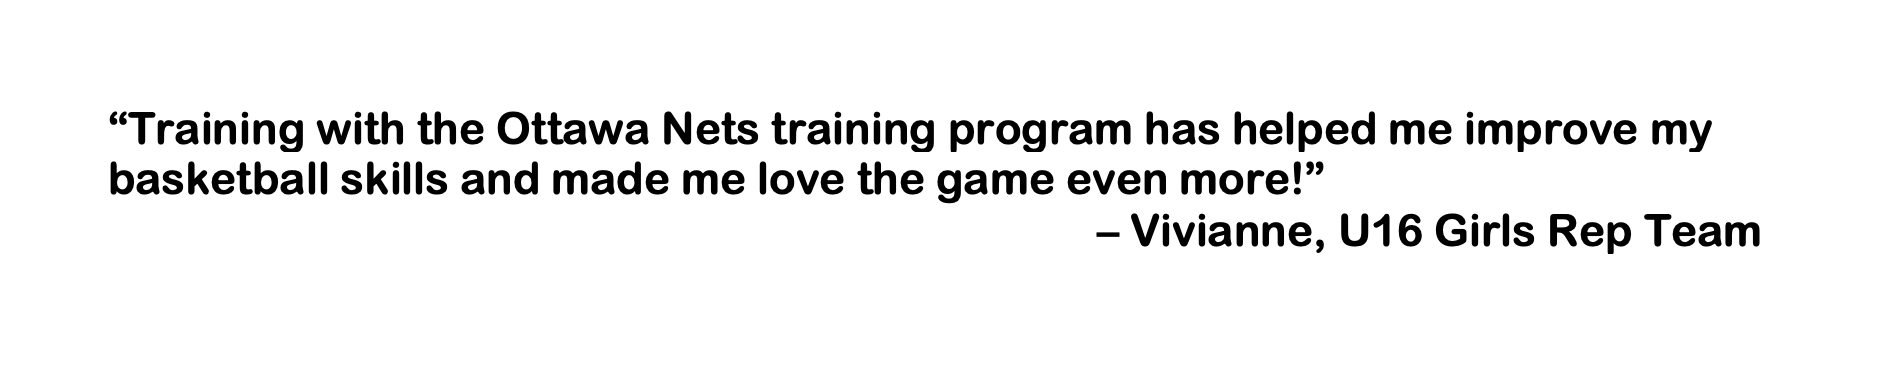 “Training with the Ottawa Nets training program has helped me improve my
basketball skills and made me love the game even more!”
– Vivianne, U16 Girls Rep Team